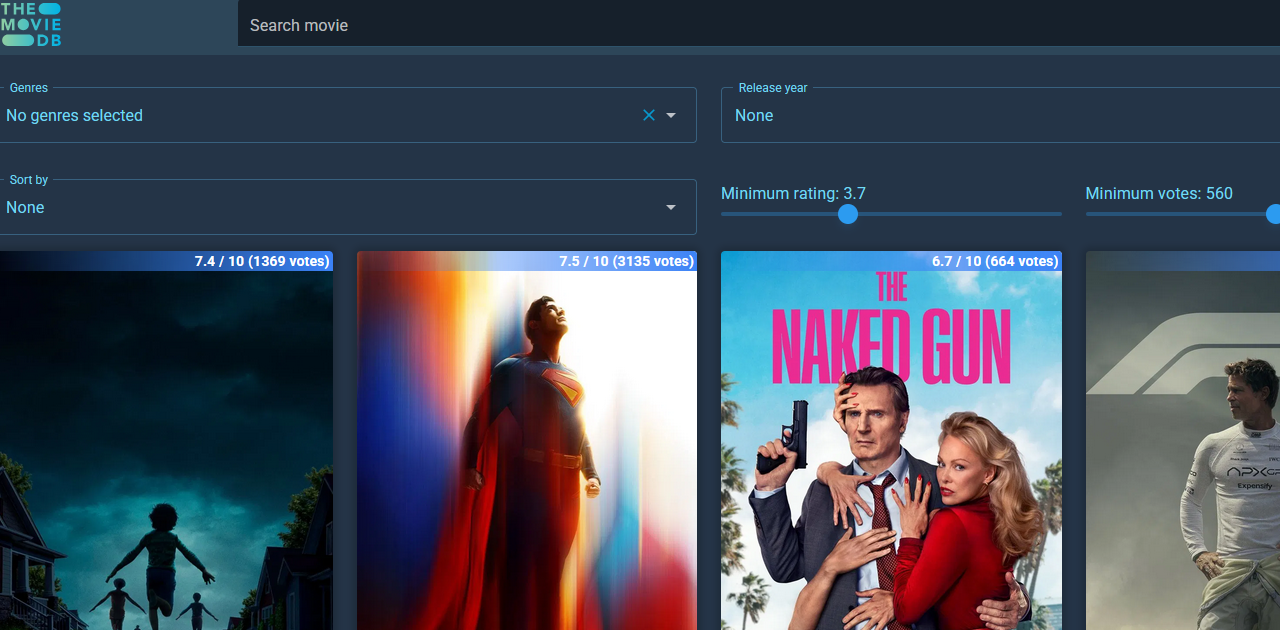 THE
MOVIE
DB
Search movie
Genres
No genres selected
Release year
None
Sort by
None
Minimum rating: 3.7
Minimum votes: 560
7.4 / 10 (1369 votes)
7.5 / 10 (3135 votes)
6.7 / 10 (664 votes)
THE
NAKED GUN
Expensify